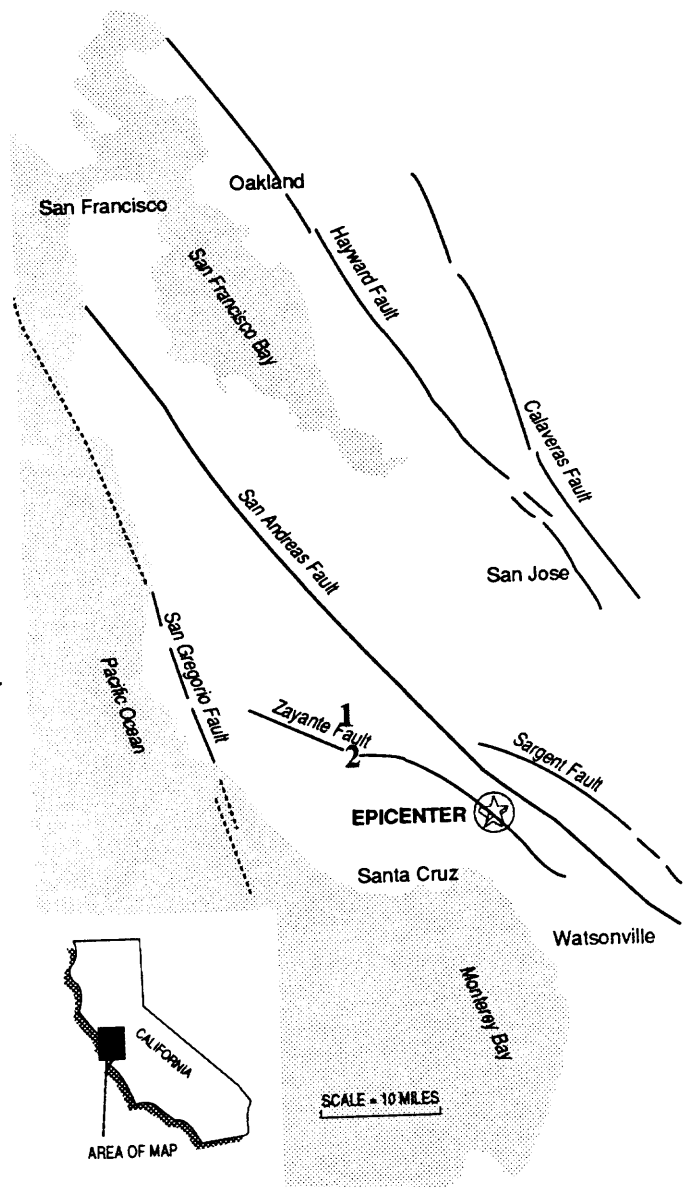 Oakland
San Francisco
Hayward Fault
San Francisco Bay
Calaveras Fault
San Andreas Fault
San Jose
San Gregorio Fault
Pacific Ocean
1
Zayante Fault
2
Sargent Fault
EPICENTER
Santa Cruz
Watsonville
Monterey Bay
CALIFORNIA
SCALE = 10 MILES
AREA OF MAP